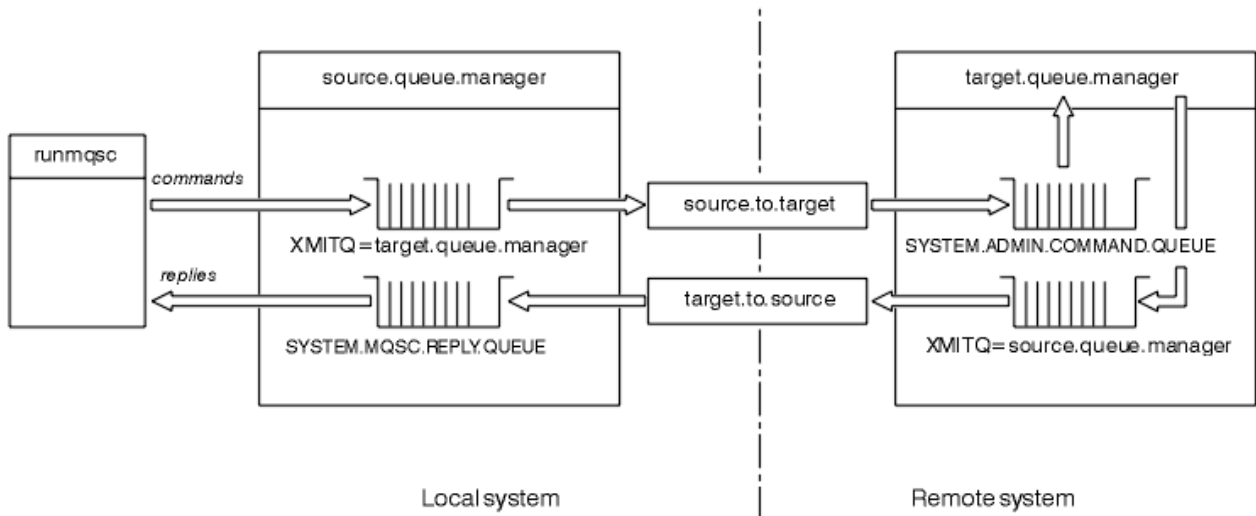 source.queue.manager
target.queue.manager
runmqsc
commands
source.to.target
XMITQ=target.queue.manager
SYSTEM.ADMIN.COMMAND.QUEUE
replies
target.to.source
SYSTEM.MQSC.REPLY.QUEUE
XMITQ=source.queue.manager
Local system
Remote system